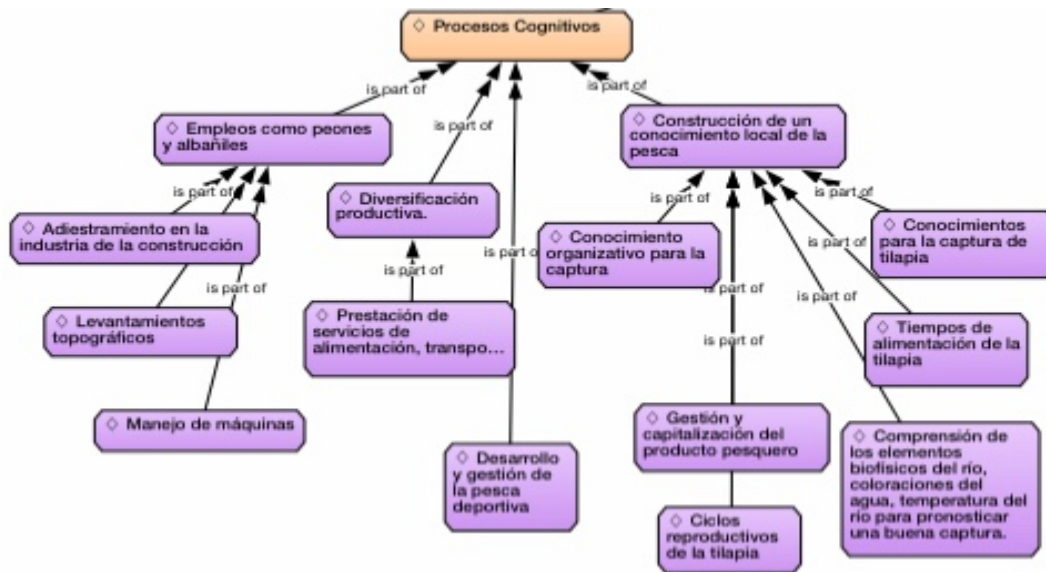 ◇ Procesos Cognitivos
is part of
is part of
is part of
◇ Empleos como peones
y albañiles
◇ Construcción de un
conocimiento local de la
pesca
is part of
is part of
is part of
is part of
◇ Diversificación
productiva.
◇ Adiestramiento en la
industria de la construcción
◇ Conocimiento
organizativo para la
captura
◇ Conocimientos
para la captura de
tilapia
is part of
is part of
is part of
is part of
is part of
is part of
◇ Levantamientos
topográficos
◇ Prestación de
servicios de
alimentación, transpo...
◇ Tiempos de
alimentación de la
tilapia
is part of
◇ Manejo de máquinas
◇ Gestión y
capitalización del
producto pesquero
◇ Comprensión de
los elementos
biofísicos del río,
coloraciones del
agua, temperatura del
río para pronosticar
una buena captura.
◇ Desarrollo
y gestión de
la pesca
deportiva
◇ Ciclos
reproductivos
de la tilapia